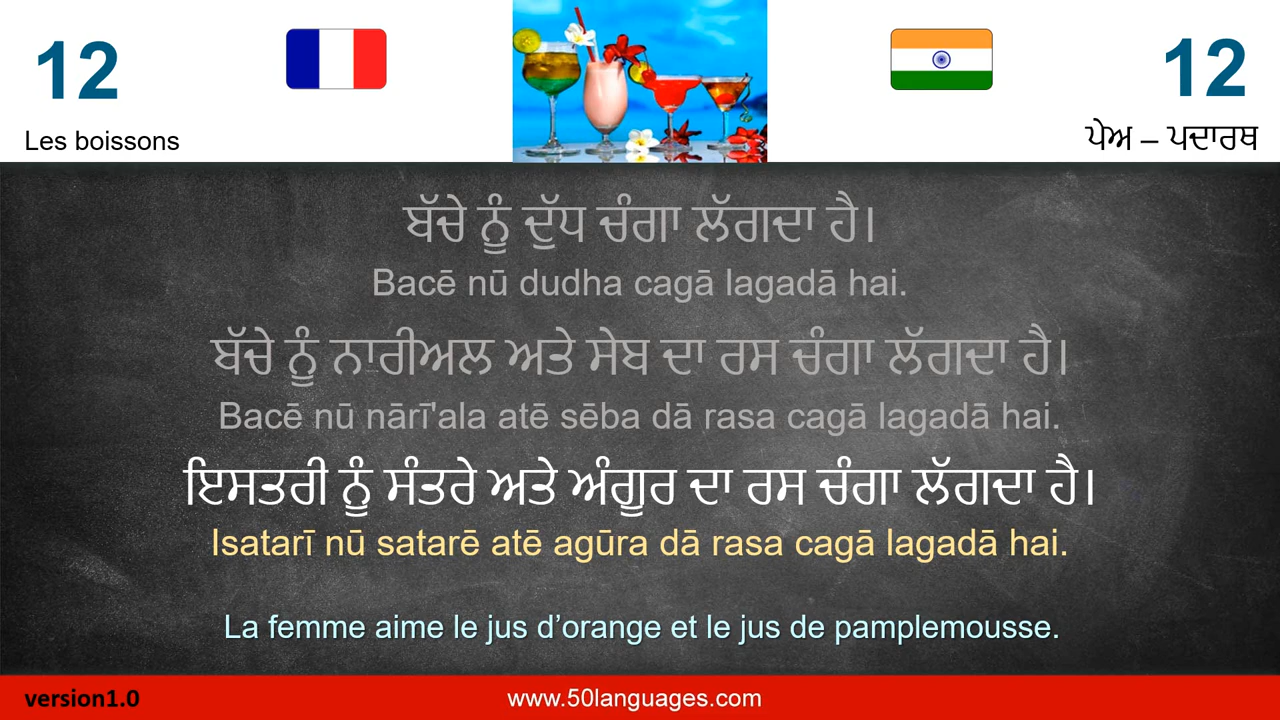 12
12
Les boissons
ਪੇਅ – ਪਦਾਰਥ
ਬੱਚੇ ਨੂੰ ਦੁੱਧ ਚੰਗਾ ਲੱਗਦਾ ਹੈ।
Bacē nū dudha cagā lagadā hai.
ਬੱਚੇ ਨੂੰ ਨਾਰੀਅਲ ਅਤੇ ਸੇਬ ਦਾ ਰਸ ਚੰਗਾ ਲੱਗਦਾ ਹੈ।
Bacē nū nārī'ala atē sēba dā rasa cagā lagadā hai.
ਇਸਤਰੀ ਨੂੰ ਸੰਤਰੇ ਅਤੇ ਅੰਗੂਰ ਦਾ ਰਸ ਚੰਗਾ ਲੱਗਦਾ ਹੈ।
Isatarī nū satarē atē agūra dā rasa cagā lagadā hai.
La femme aime le jus d’orange et le jus de pamplemousse.
version1.0
www.50languages.com